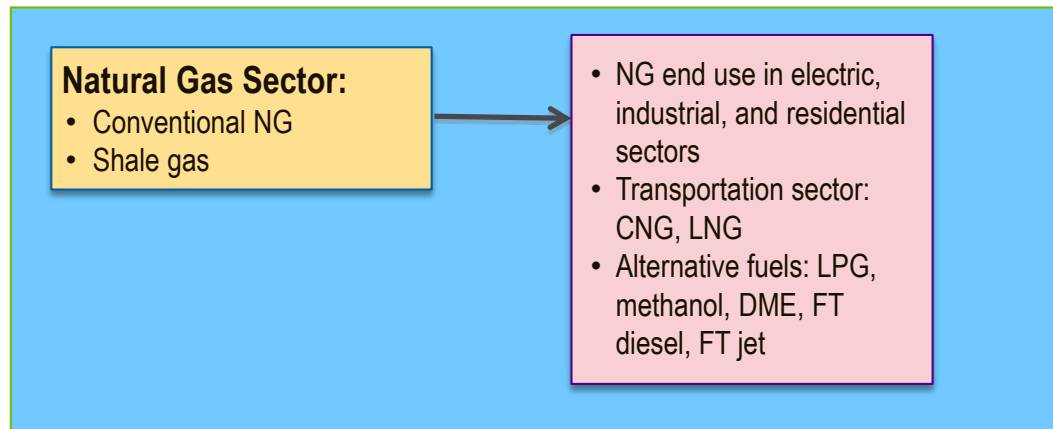 Natural Gas Sector:
• Conventional NG
• Shale gas
• NG end use in electric,
industrial, and residential
sectors
• Transportation sector:
CNG, LNG
• Alternative fuels: LPG,
methanol, DME, FT
diesel, FT jet